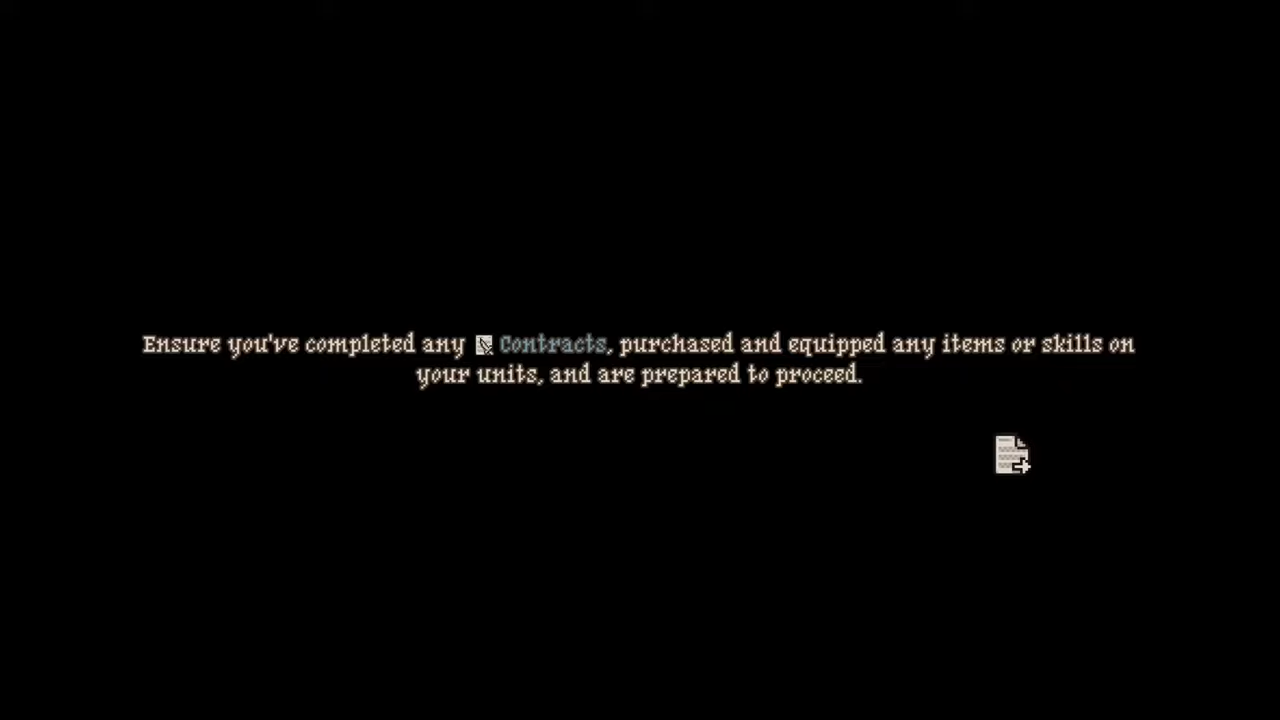 Ensure you've completed any Contracts, purchased and equipped any items or skills on
your units, and are prepared to proceed.